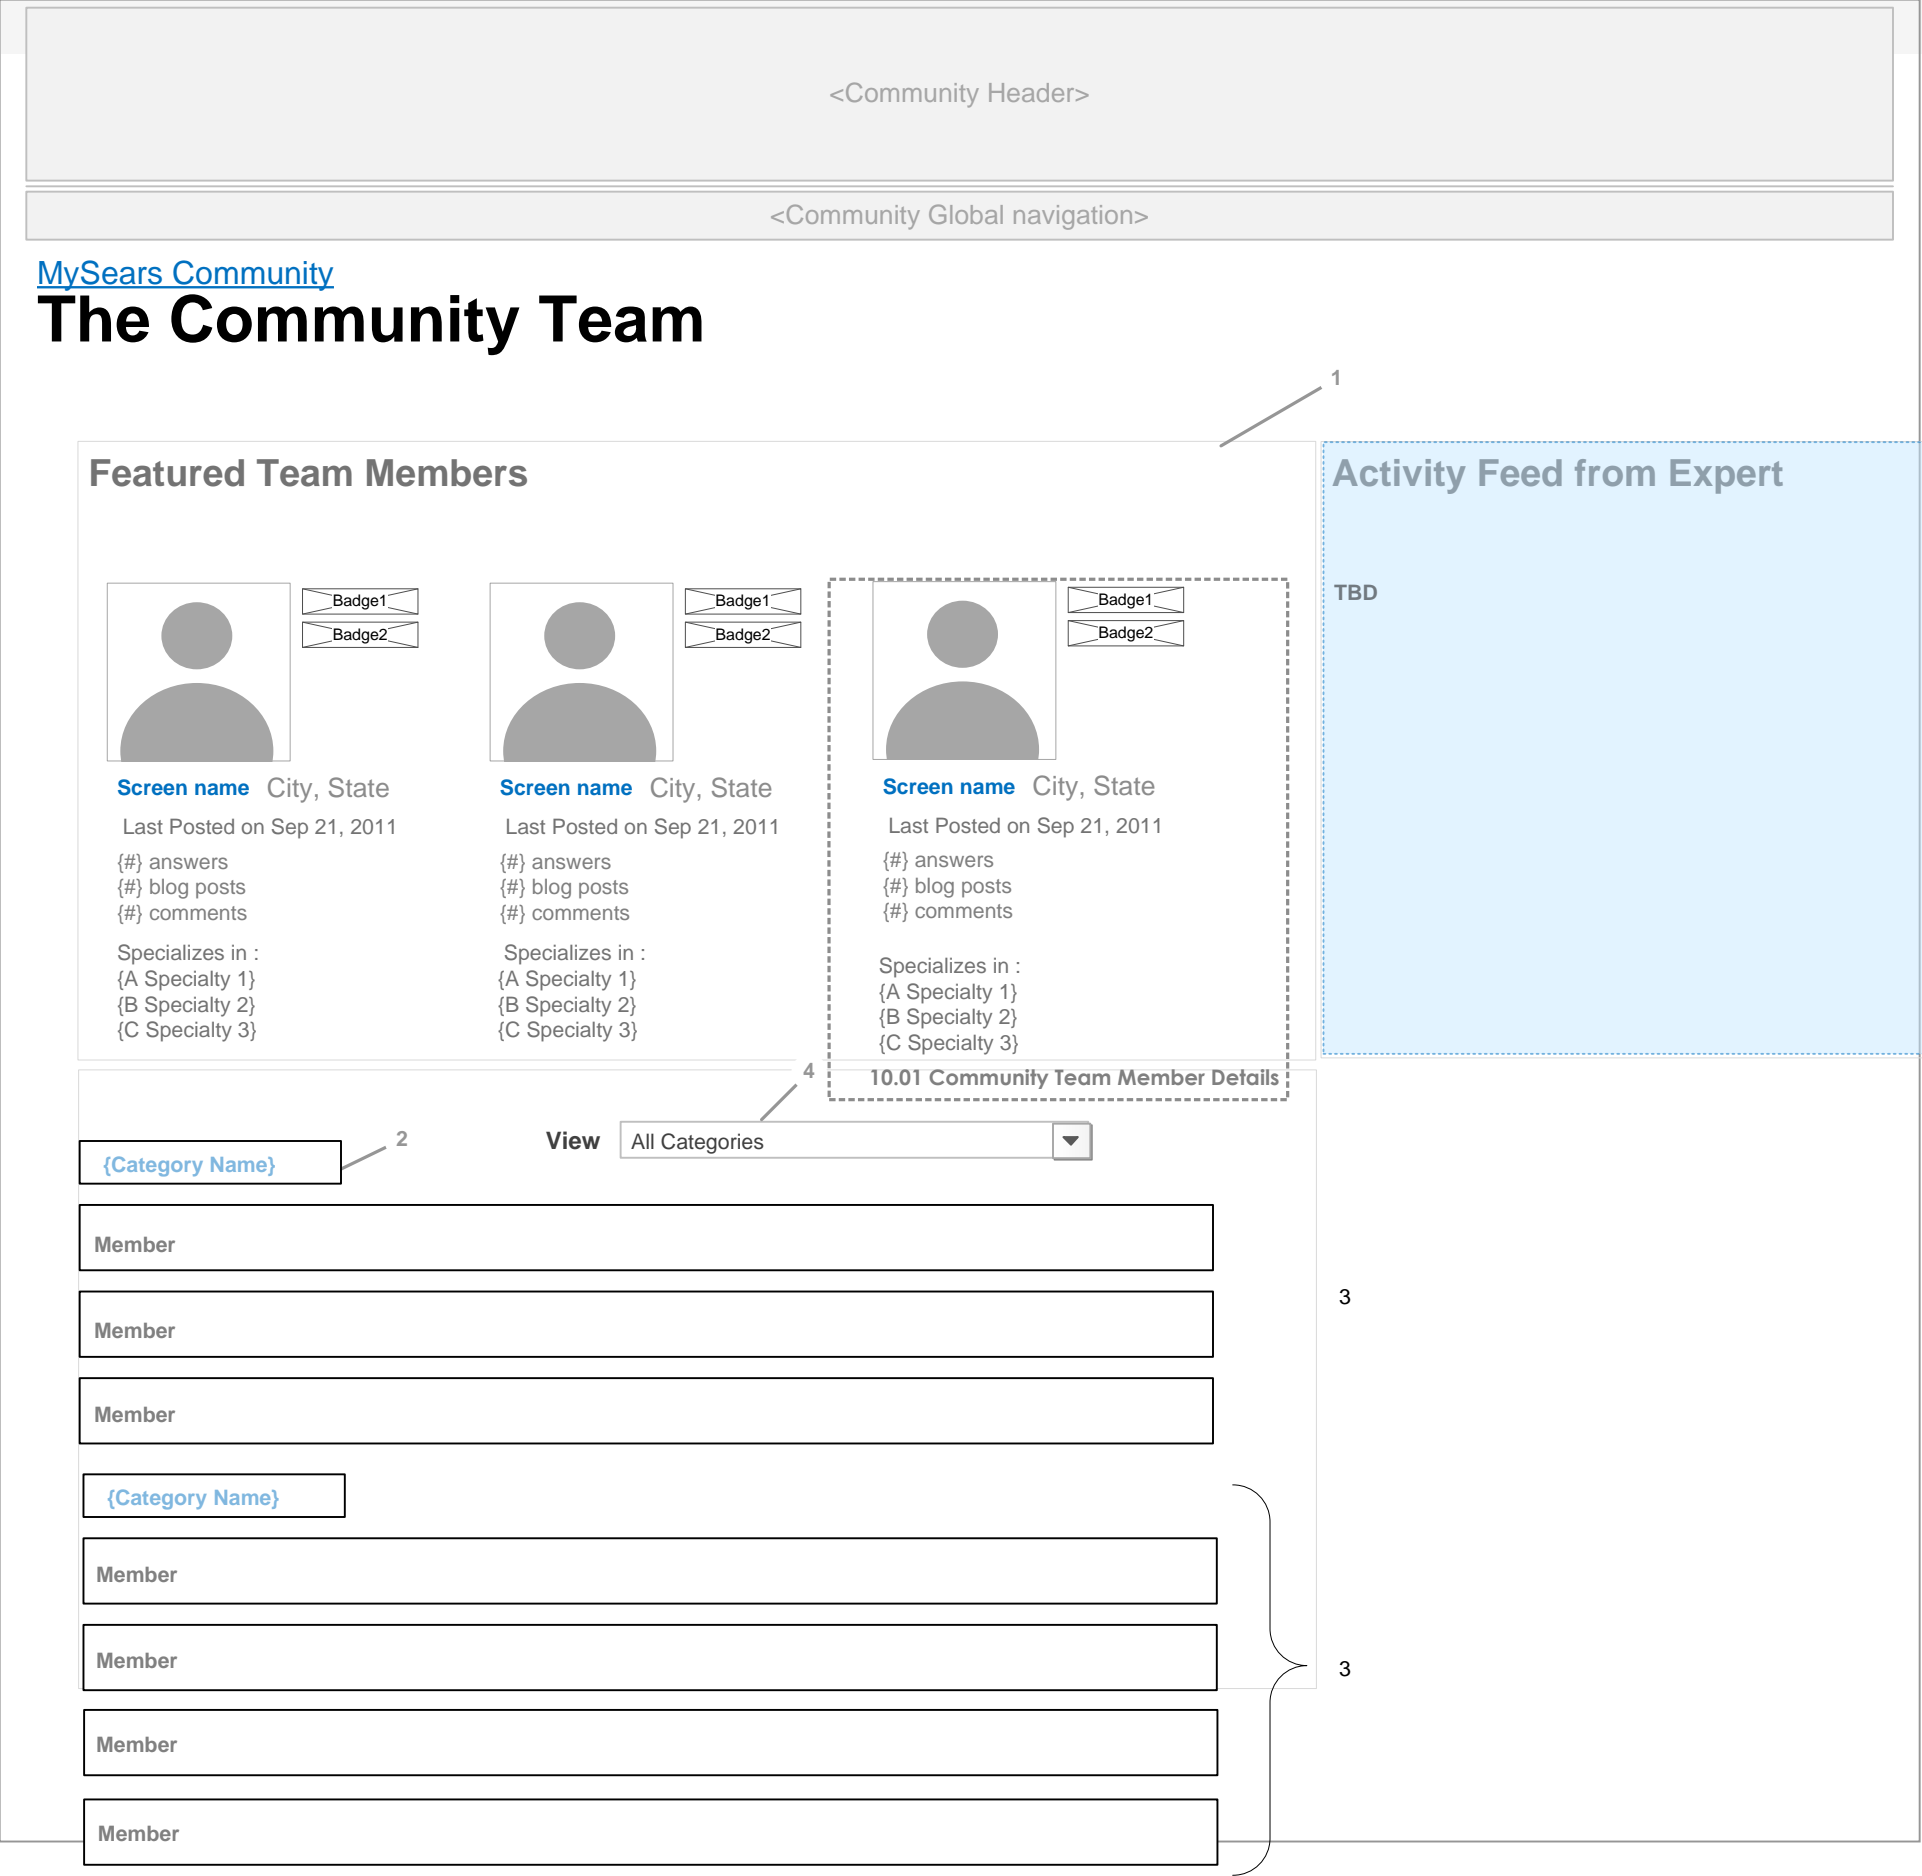 <Community Header>
<Community Global navigation>
MySears Community
The Community Team
1
Featured Team Members
Badge1
Badge2
Screen name City, State
Last Posted on Sep 21, 2011
{#} answers
{#} blog posts
{#} comments
Specializes in :
{A Specialty 1}
{B Specialty 2}
{C Specialty 3}
Badge1
Badge2
Screen name City, State
Last Posted on Sep 21, 2011
{#} answers
{#} blog posts
{#} comments
Specializes in :
{A Specialty 1}
{B Specialty 2}
{C Specialty 3}
Badge1
Badge2
Screen name City, State
Last Posted on Sep 21, 2011
{#} answers
{#} blog posts
{#} comments
Specializes in :
{A Specialty 1}
{B Specialty 2}
{C Specialty 3}
10.01 Community Team Member Details
Activity Feed from Expert
TBD
4
View All Categories
2
{Category Name}
Member
Member
3
Member
{Category Name}
Member
Member
3
Member
Member